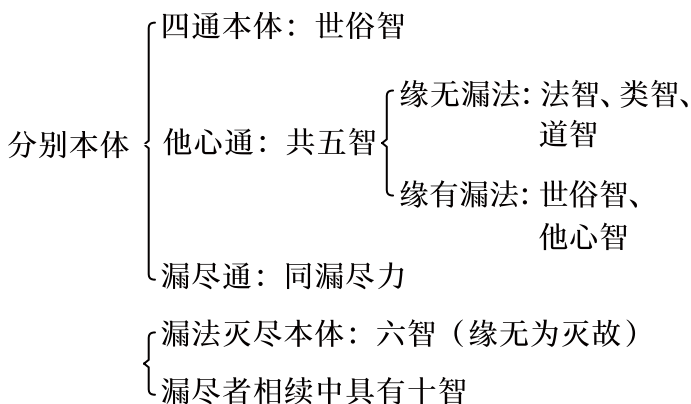 四通本体：世俗智
缘无漏法：法智、类智、
道智
分别本体
他心通：共五智
缘有漏法：世俗智、
他心智
漏尽通：同漏尽力
漏法灭尽本体：六智（缘无为灭故）
漏尽者相续中具有十智